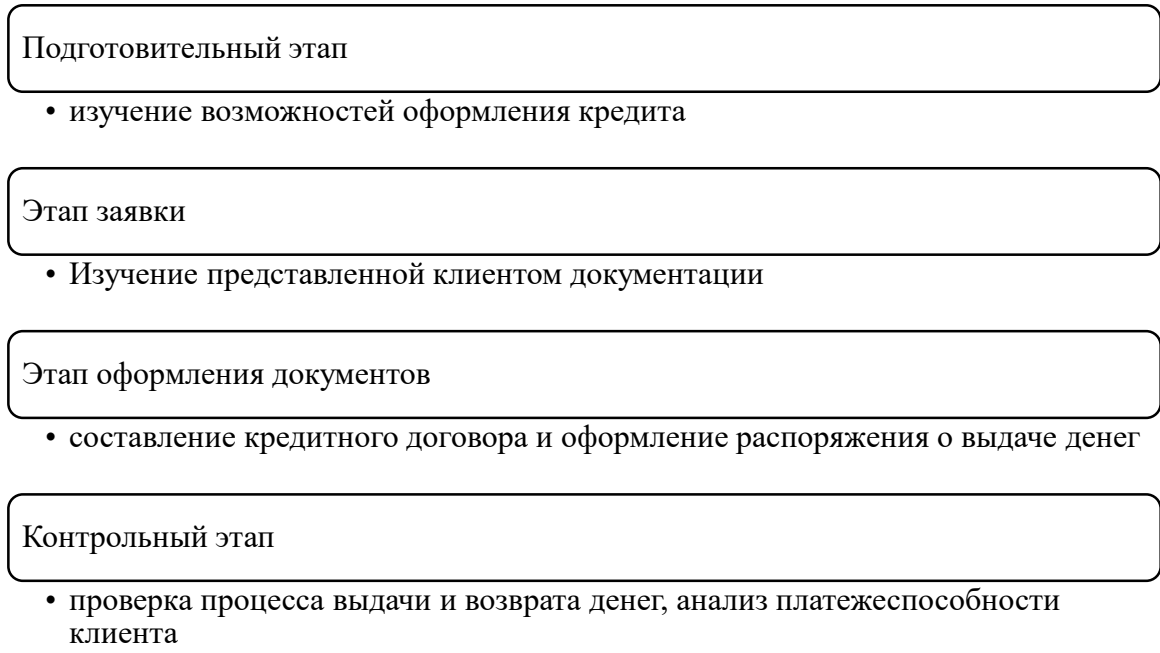 Подготовительный этап
• изучение возможностей оформления кредита
Этап заявки
• Изучение представленной клиентом документации
Этап оформления документов
• составление кредитного договора и оформление распоряжения о выдаче денег
Контрольный этап
• проверка процесса выдачи и возврата денег, анализ платежеспособности
клиента